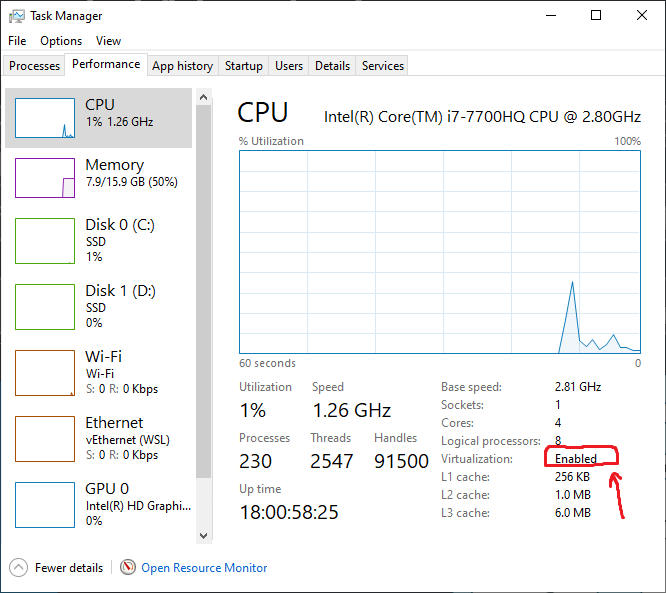 Task Manager
File Options View
Processes Performance App history Startup Users Details Services
CPU
1% 1.26 GHz
Memory
7.9/15.9 GB (50%)
Disk 0 (C:)
SSD
1%
Disk 1 (D:)
SSD
0%
Wi-Fi
Wi-Fi
S: 0 R: 0 Kbps
Ethernet
vEthernet (WSL)
S: 0 R: 0 Kbps
GPU 0
Intel(R) HD Graphi...
0%
CPU Intel(R) Core(TM) i7-7700HQ CPU @ 2.80GHz
% Utilization 100%
60 seconds 0
Utilization Speed
1% 1.26 GHz
Processes Threads Handles
230 2547 91500
Up time
18:00:58:25
Base speed: 2.81 GHz
Sockets: 1
Cores: 4
Logical processors: 8
Virtualization: Enabled
L1 cache: 256 KB
L2 cache: 1.0 MB
L3 cache: 6.0 MB
Fewer details Open Resource Monitor